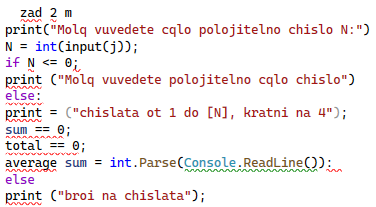 zad 2 m
print("Molq vuvedete cqlo polojitelno chislo N:")
N = int(input(j));
if N <= 0;
print ("Molq vuvedete polojitelno cqlo chislo")
else:
print = ("chislata ot 1 do [N], kratni na 4");
sum == 0;
total == 0;
average sum = int.Parse(Console.ReadLine()):
else
print ("broi na chislata");